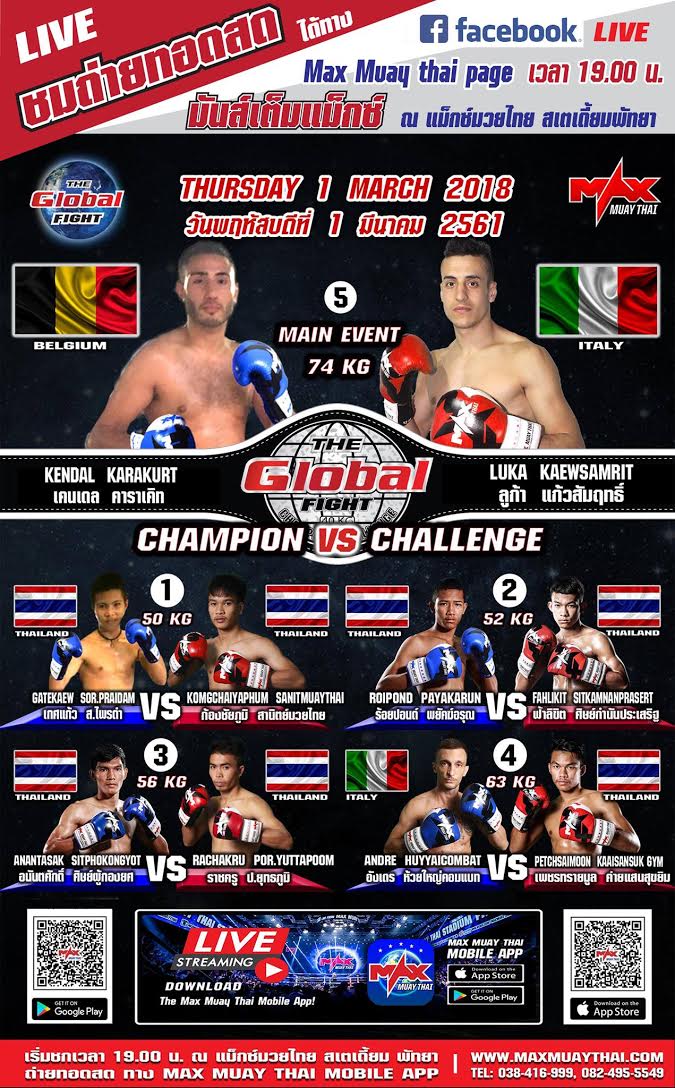 LIVE
ชมถ่ายทอดสด ได้ทาง
facebook LIVE
Max Muay thai page เวลา 19,00 น.
มันส์เต็มแม็กซ์ ณ แม็กซ์มวยไทย สเตเดี้ยมพัทยา
THE
Global
FIGHT
THURSDAY 1 MARCH 2018
วันพฤหัสบดีที่ 1 มีนาคม 2561
MAX
MUAY THAI
BELGIUM
5
MAIN EVENT
74 KG
ITALY
KENDAL KARAKURT
เคนเดล คาราเคิท
THE
Global
FIGHT
LUKA KAEWSAMRIT
ลูก้า แก้วสัมฤทธิ์
CHAMPION VS CHALLENGE
THAILAND
1
50 KG
THAILAND
GATEKAEW SOR.PRAIDAM VS KOMGCHAIYAPHUM SANITMUAYTHAI
เกศแก้ว ส.ไพรดำ ก้องชัยภูมิ สานิตย์มวยไทย
THAILAND
2
52 KG
THAILAND
ROIPOND PAYAKARUN VS FAHLIKIT SITKAMNANPRASERT
ร้อยปอนด์ พยัคฆ์อรุณ ฟ้าลิขิต ศิษย์กำนันประเสริฐ
THAILAND
3
56 KG
THAILAND
ANANTASAK SITPHOKONGYOT VS RACHAKRU POR.YUTTAPOOM
อนันตศักดิ์ ศิษย์ผู้กองยศ ราชครู ป.ยุทธภูมิ
ITALY
4
63 KG
THAILAND
ANDRE HUYYAICOMBAT VS PETCHSAIMOON KAAISANSUK GYM
อังเดร ห้วยใหญ่คอมแบท เพชรทรายมูล ค่ายแสนสุขยิม
GET IT ON
Google Play
LIVE
STREAMING
DOWNLOAD
The Max Muay Thai Mobile App!
MAX
MUAY THAI
MAX MUAY THAI
MOBILE APP
Download on the
App Store
GET IT ON
Google Play
Download on the
App Store
เริ่มชกเวลา 19.00 น. ณ แม็กซ์มวยไทย สเตเดี้ยม พัทยา
ถ่ายทอดสด ทาง MAX MUAY THAI MOBILE APP
WWW.MAXMUAYTHAI.COM
TEL: 038-416-999, 082-495-5549